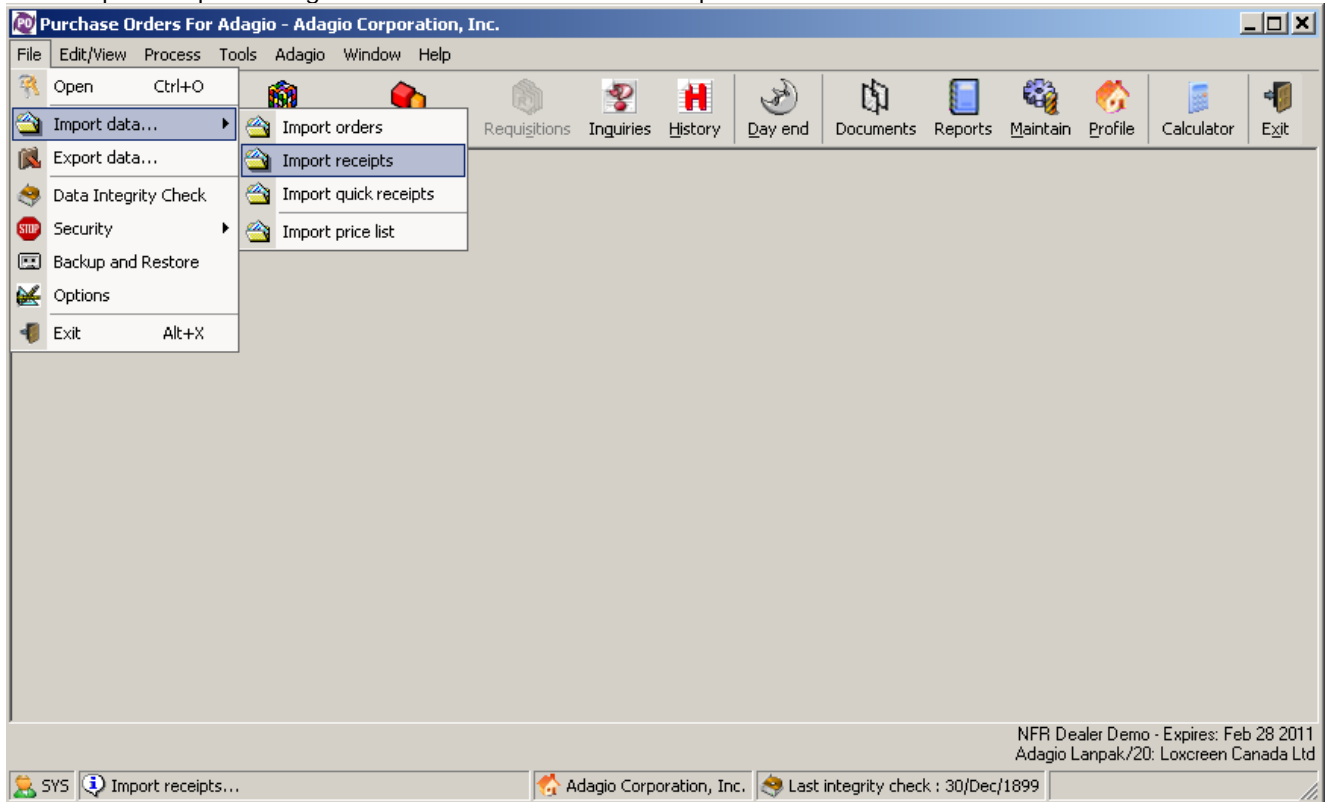 Purchase Orders For Adagio - Adagio Corporation, Inc.
File Edit/View Process Tools Adagio Window Help
Open Ctrl+O
Import data...
Export data...
Data Integrity Check
STOP Security
Backup and Restore
Options
Exit Alt+X
Import orders
Import receipts
Import quick receipts
Import price list
Requisitions Inquiries History Day end Documents Reports Maintain Profile Calculator Exit
NFR Dealer Demo - Expires: Feb 28 2011
Adagio Lanpak/20: Loxcreen Canada Ltd
SYS Import receipts... Adagio Corporation, Inc. Last integrity check : 30/Dec/1899